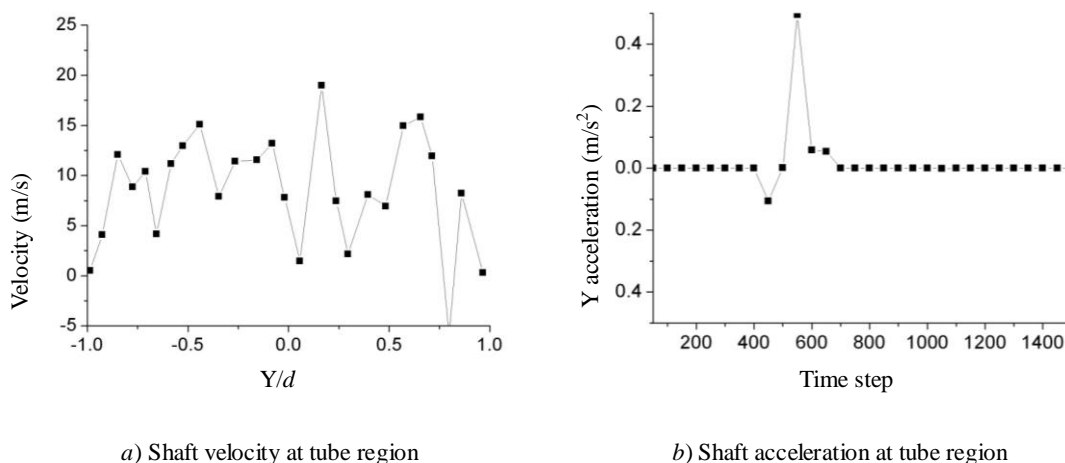 25
20
15
10
5
0
-5
Velocity (m/s)
-1.0 -0.5 0.0 0.5 1.0
Y/d
a) Shaft velocity at tube region
0.4
0.2
0.0
0.2
0.4
Y acceleration (m/s²)
200 400 600 800 1000 1200 1400
Time step
b) Shaft acceleration at tube region